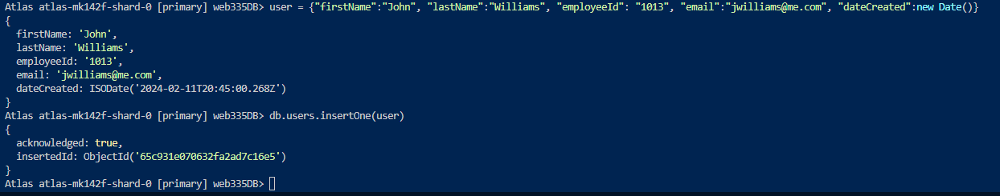 Atlas atlas-mk142f-shard-0 [primary] web335DB> user = {"firstName":"John", "lastName":"Williams", "employeeId": "1013", "email":"jwilliams@me.com", "dateCreated":new Date()}
{
  firstName: 'John',
  lastName: 'Williams',
  employeeId: '1013',
  email: 'jwilliams@me.com',
  dateCreated: ISODate('2024-02-11T20:45:00.268Z')
}
Atlas atlas-mk142f-shard-0 [primary] web335DB> db.users.insertOne(user)
{
  acknowledged: true,
  insertedId: ObjectId('65c931e070632fa2ad7c16e5')
}
Atlas atlas-mk142f-shard-0 [primary] web335DB>